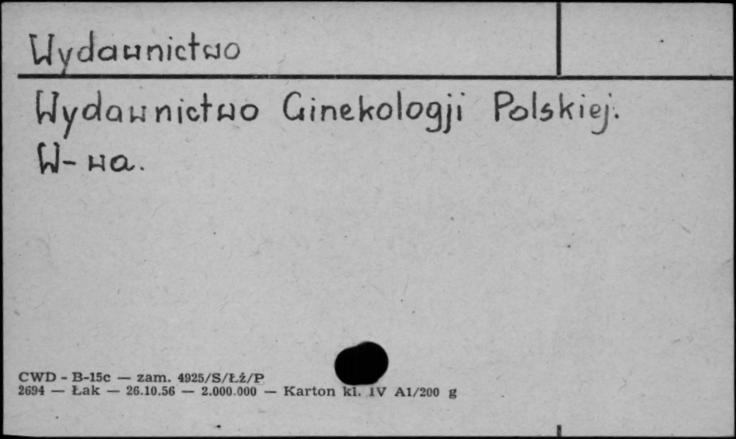 Wydawnictwo
Wydawnictwo Ginekologji Polskiej.
W-wa.
CWD - B-15c — zam. 4925/S/Łż/P
2694 — Łak — 26.10.56 — 2.000.000 — Karton kl. IV A1/200 g